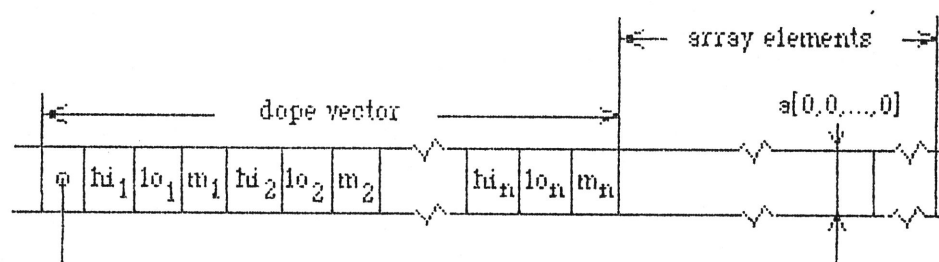 array elements
dope vector
a[0,0,...,0]
o hi₁ lo₁ m₁ hi₂ lo₂ m₂ hiₙ loₙ mₙ